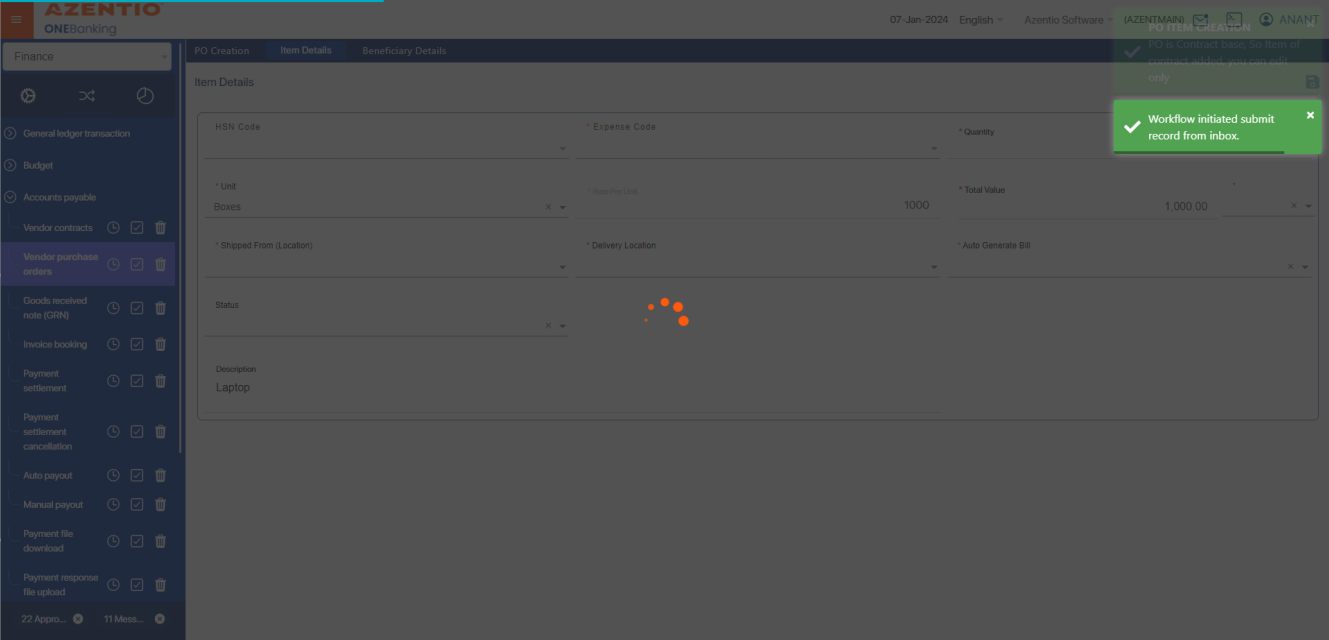 AZENTIO
ONEBanking
07-Jan-2024 English Azentio Software (AZENTMAIN) ANANT
PO ITEM CREATION
PO is Contract base, So Item of
contract added, you can edit
only
Workflow initiated submit
record from inbox.
Finance
General ledger transaction
Budget
Accounts payable
Vendor contracts
Vendor purchase
orders
Goods received
note (GRN)
Invoice booking
Payment
settlement
Payment
settlement
cancellation
Auto payout
Manual payout
Payment file
download
Payment response
file upload
22 Appro... 11 Mess...
PO Creation Item Details Beneficiary Details
Item Details
HSN Code * Expense Code * Quantity
* Unit * Rate Per Unit * Total Value *
Boxes 1000 1,000.00
* Shipped From (Location) * Delivery Location * Auto Generate Bill
Status
Description
Laptop